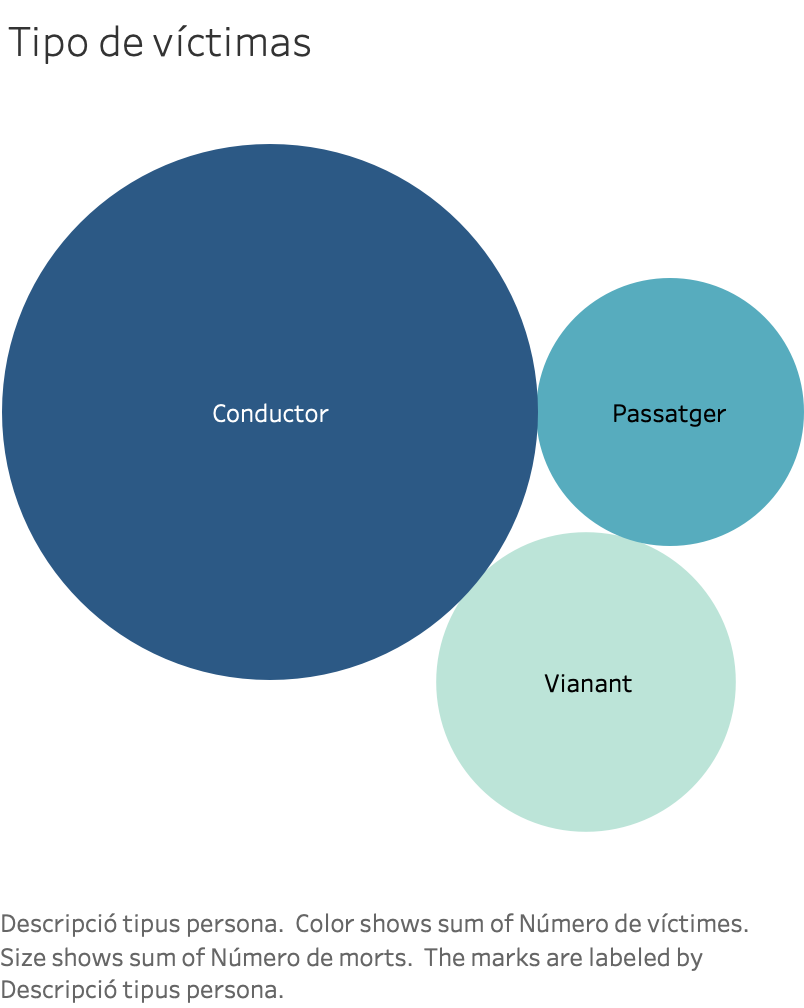 Tipo de víctimas
Conductor
Passatger
Vianant
Descripció tipus persona.  Color shows sum of Número de víctimes.
Size shows sum of Número de morts.  The marks are labeled by
Descripció tipus persona.